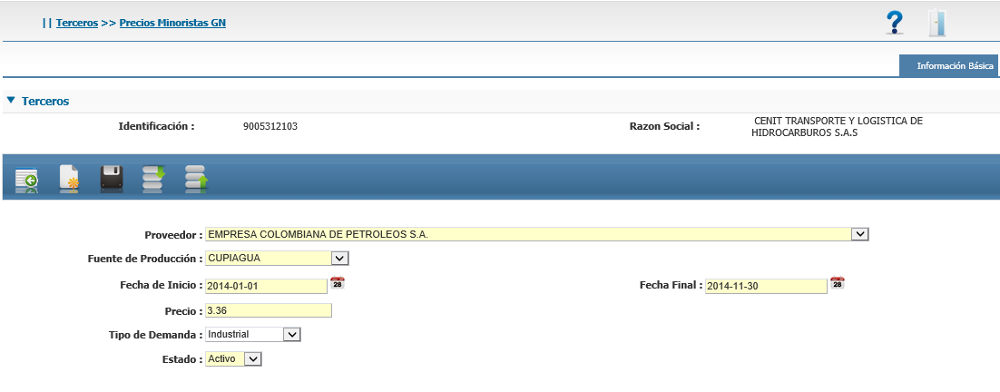 || Terceros >> Precios Minoristas GN
?
Información Básica
Terceros
Identificación : 9005312103 Razon Social : CENIT TRANSPORTE Y LOGISTICA DE
HIDROCARBUROS S.A.S
Proveedor : EMPRESA COLOMBIANA DE PETROLEOS S.A.
Fuente de Producción : CUPIAGUA
Fecha de Inicio : 2014-01-01 28 Fecha Final : 2014-11-30 28
Precio : 3.36
Tipo de Demanda : Industrial
Estado : Activo